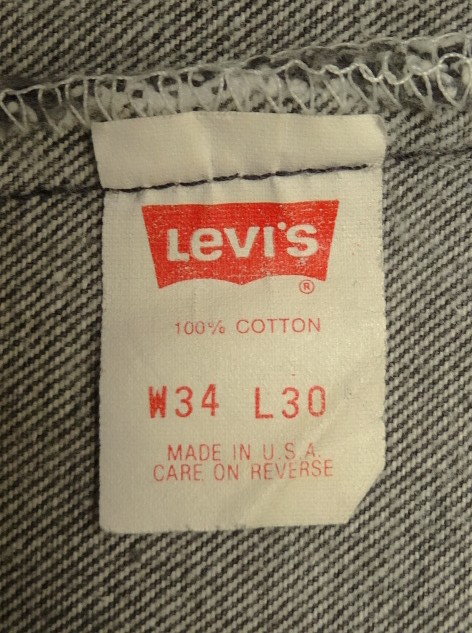 Levi's
®
100% COTTON
W34 L30
MADE IN U.S.A.
CARE ON REVERSE